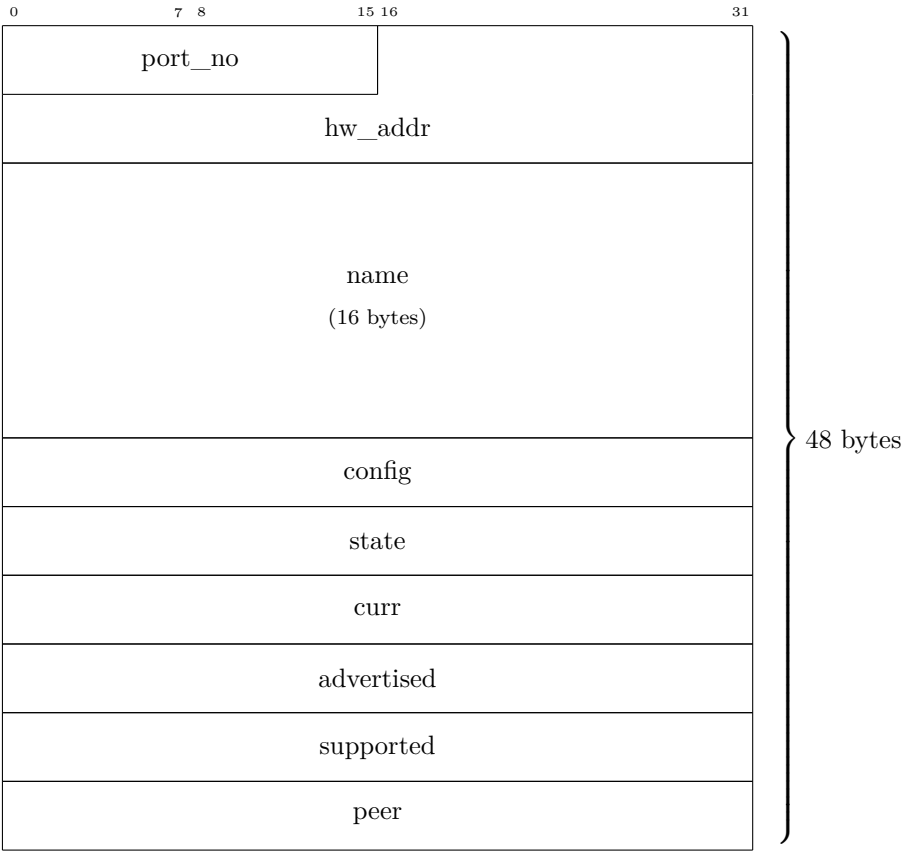 0 7 8 15 16 31
port_no
hw_addr
name
(16 bytes)
config
48 bytes
state
curr
advertised
supported
peer